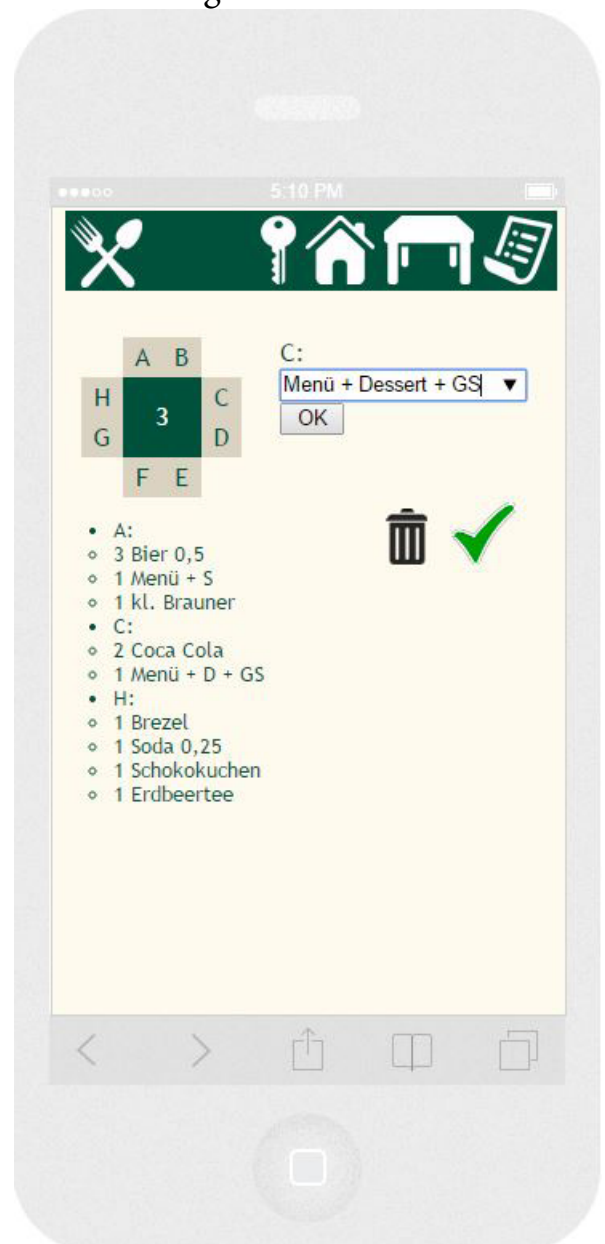 5:10 PM
A B
H C
3
G D
F E
C:
Menü + Dessert + GS
OK
• A:
◦ 3 Bier 0,5
◦ 1 Menü + S
◦ 1 kl. Brauner
• C:
◦ 2 Coca Cola
◦ 1 Menü + D + GS
• H:
◦ 1 Brezel
◦ 1 Soda 0,25
◦ 1 Schokokuchen
◦ 1 Erdbeertee